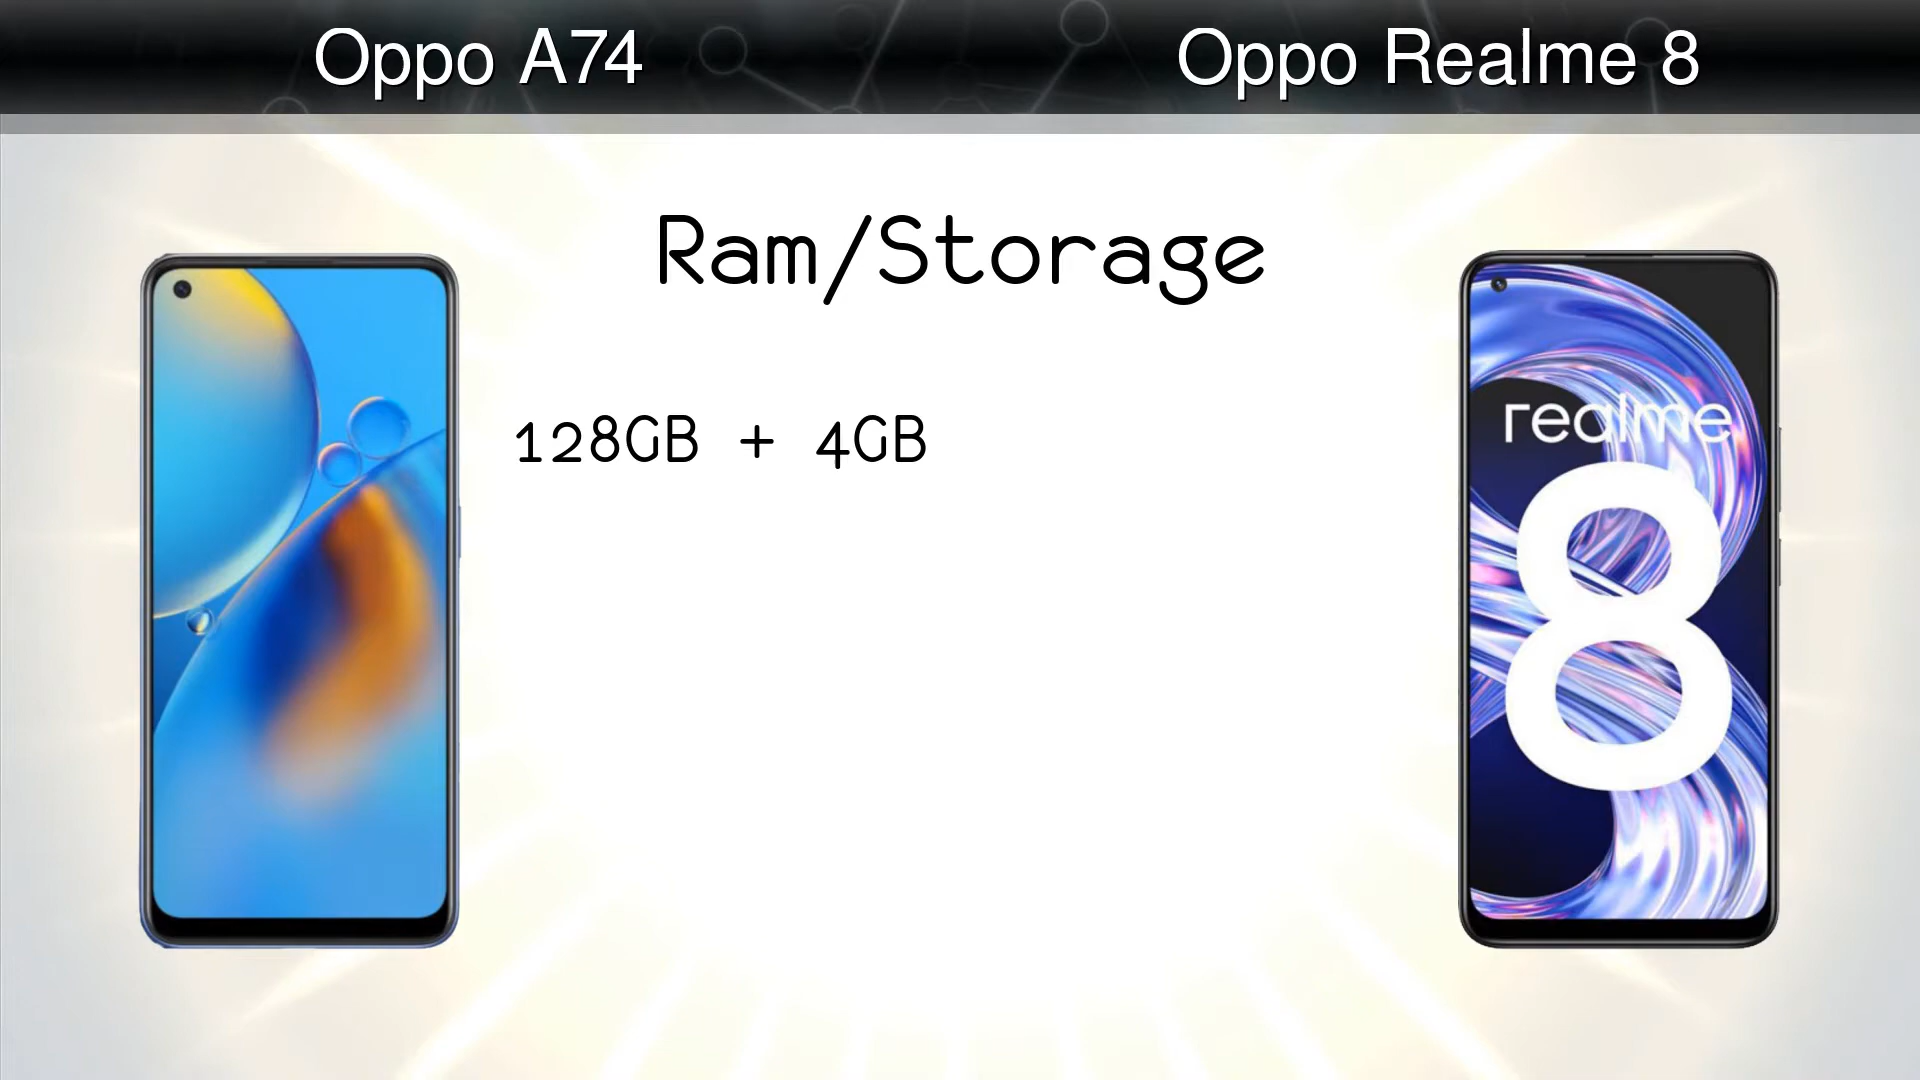 Oppo A74
Oppo Realme 8
Ram/Storage
128GB + 4GB
realme
8